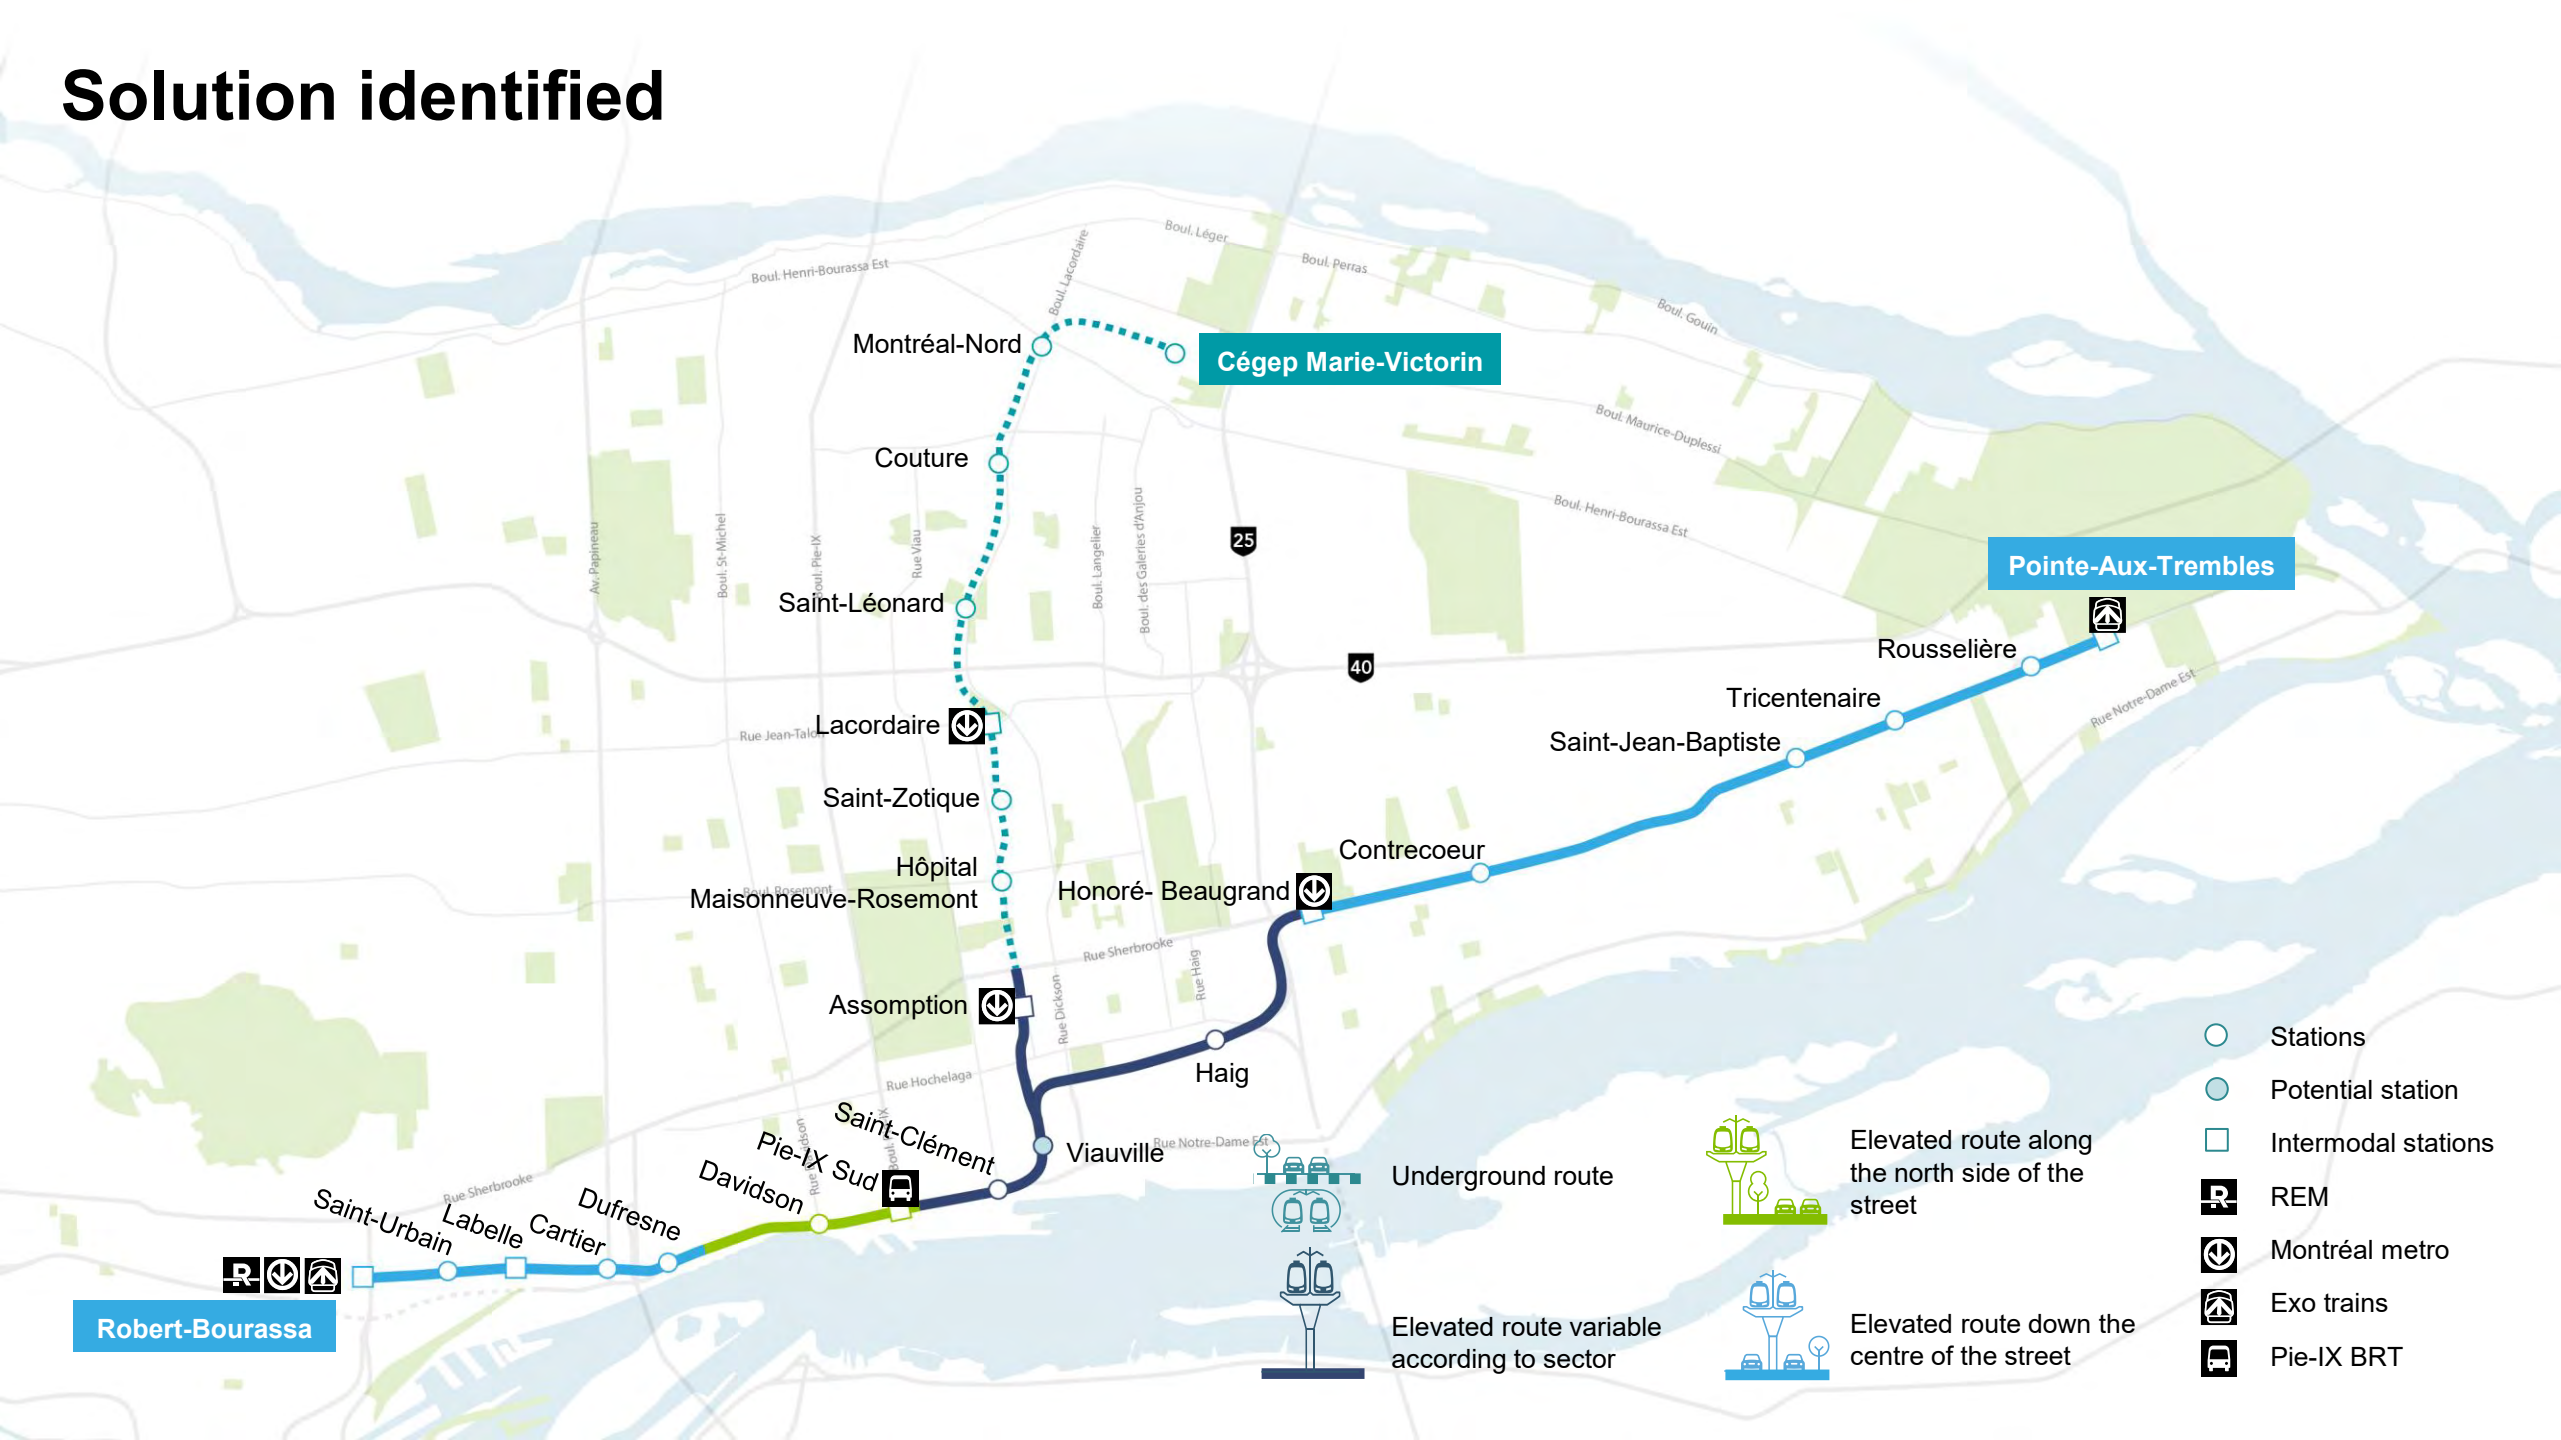 Solution identified
Boul. Léger
Boul. Lacordaire
Boul. Perras
Boul. Henri-Bourassa Est
Boul. Gouin
Montréal-Nord
Cégep Marie-Victorin
Boul. Maurice-Duplessi
Couture
Boul. Henri-Bourassa Est
Av. Papineau
Boul. St-Michel
Boul. Pie-IX
Rue Viau
Boul. Langelier
Boul. des Galeries d'Anjou
25
Pointe-Aux-Trembles
Saint-Léonard
Rousselière
40
Tricentenaire
Rue Notre-Dame Est
Lacordaire
Rue Jean-Talon
Saint-Jean-Baptiste
Saint-Zotique
Contrecoeur
Hôpital
Maisonneuve-Rosemont
Boul. Rosemont
Honoré- Beaugrand
Rue Sherbrooke
Rue Haig
Assomption
Rue Dickson
Haig
Rue Hochelaga
Saint-Clément
Pie-IX Sud
Viauville
Rue Notre-Dame Est
Davidson
Rue Sherbrooke
Dufresne
Cartier
Labelle
Saint-Urbain
R
Robert-Bourassa
Underground route
Elevated route variable
according to sector
Elevated route along
the north side of the
street
Elevated route down the
centre of the street
Stations
Potential station
Intermodal stations
R
REM
Montréal metro
Exo trains
Pie-IX BRT